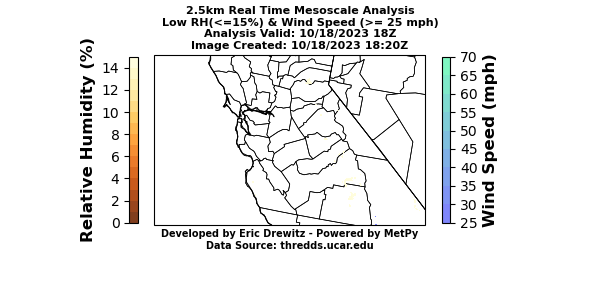 2.5km Real Time Mesoscale Analysis
Low RH(<=15%) & Wind Speed (>= 25 mph)
Analysis Valid: 10/18/2023 18Z
Image Created: 10/18/2023 18:20Z
Relative Humidity (%)
14
12
10
8
6
4
2
0
70
65
60
55
50
45
40
35
30
25
Wind Speed (mph)
Developed by Eric Drewitz - Powered by MetPy
Data Source: thredds.ucar.edu